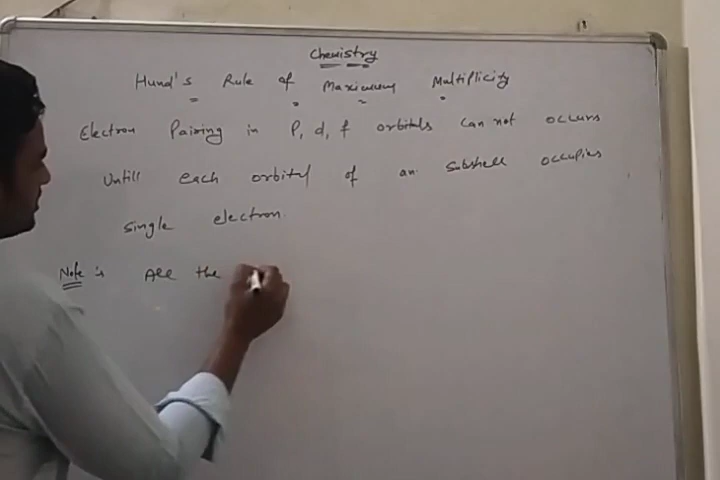 Chemistry
Hund's Rule of Maximum Multiplicity
Electron Pairing in P, d, f orbitals can not occurs
Untill each orbital of an subshell occupies
single electron.
Note :- All the